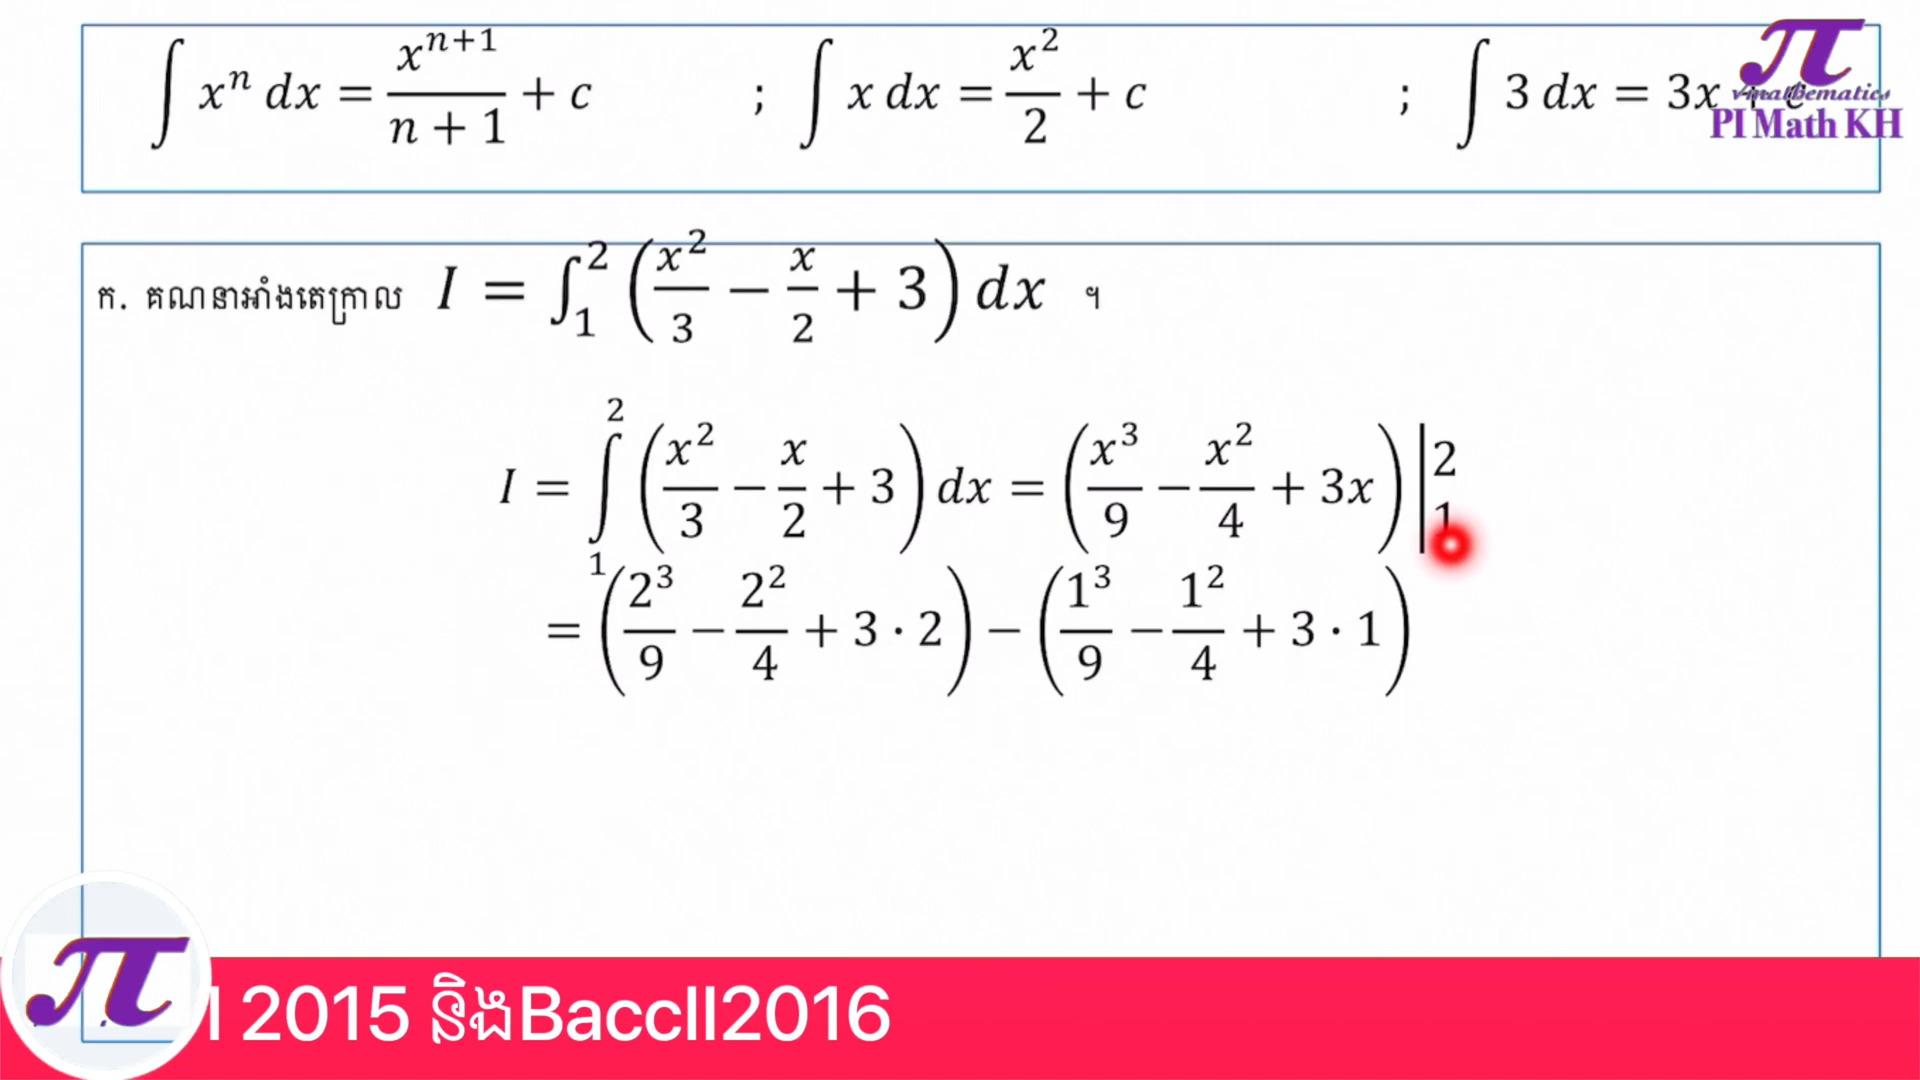 ∫ xⁿ dx = xⁿ⁺¹/(n + 1) + c ; ∫ x dx = x²/2 + c ; ∫ 3 dx = 3x + c
π
mathematics
PI Math KH
ក. គណនាអាំងតេក្រាល I = ∫₁² (x²/3 − x/2 + 3) dx ។
I = ∫₁² (x²/3 − x/2 + 3) dx = (x³/9 − x²/4 + 3x) |₁²
= (2³/9 − 2²/4 + 3 · 2) − (1³/9 − 1²/4 + 3 · 1)
π
I 2015 និងBaccII2016